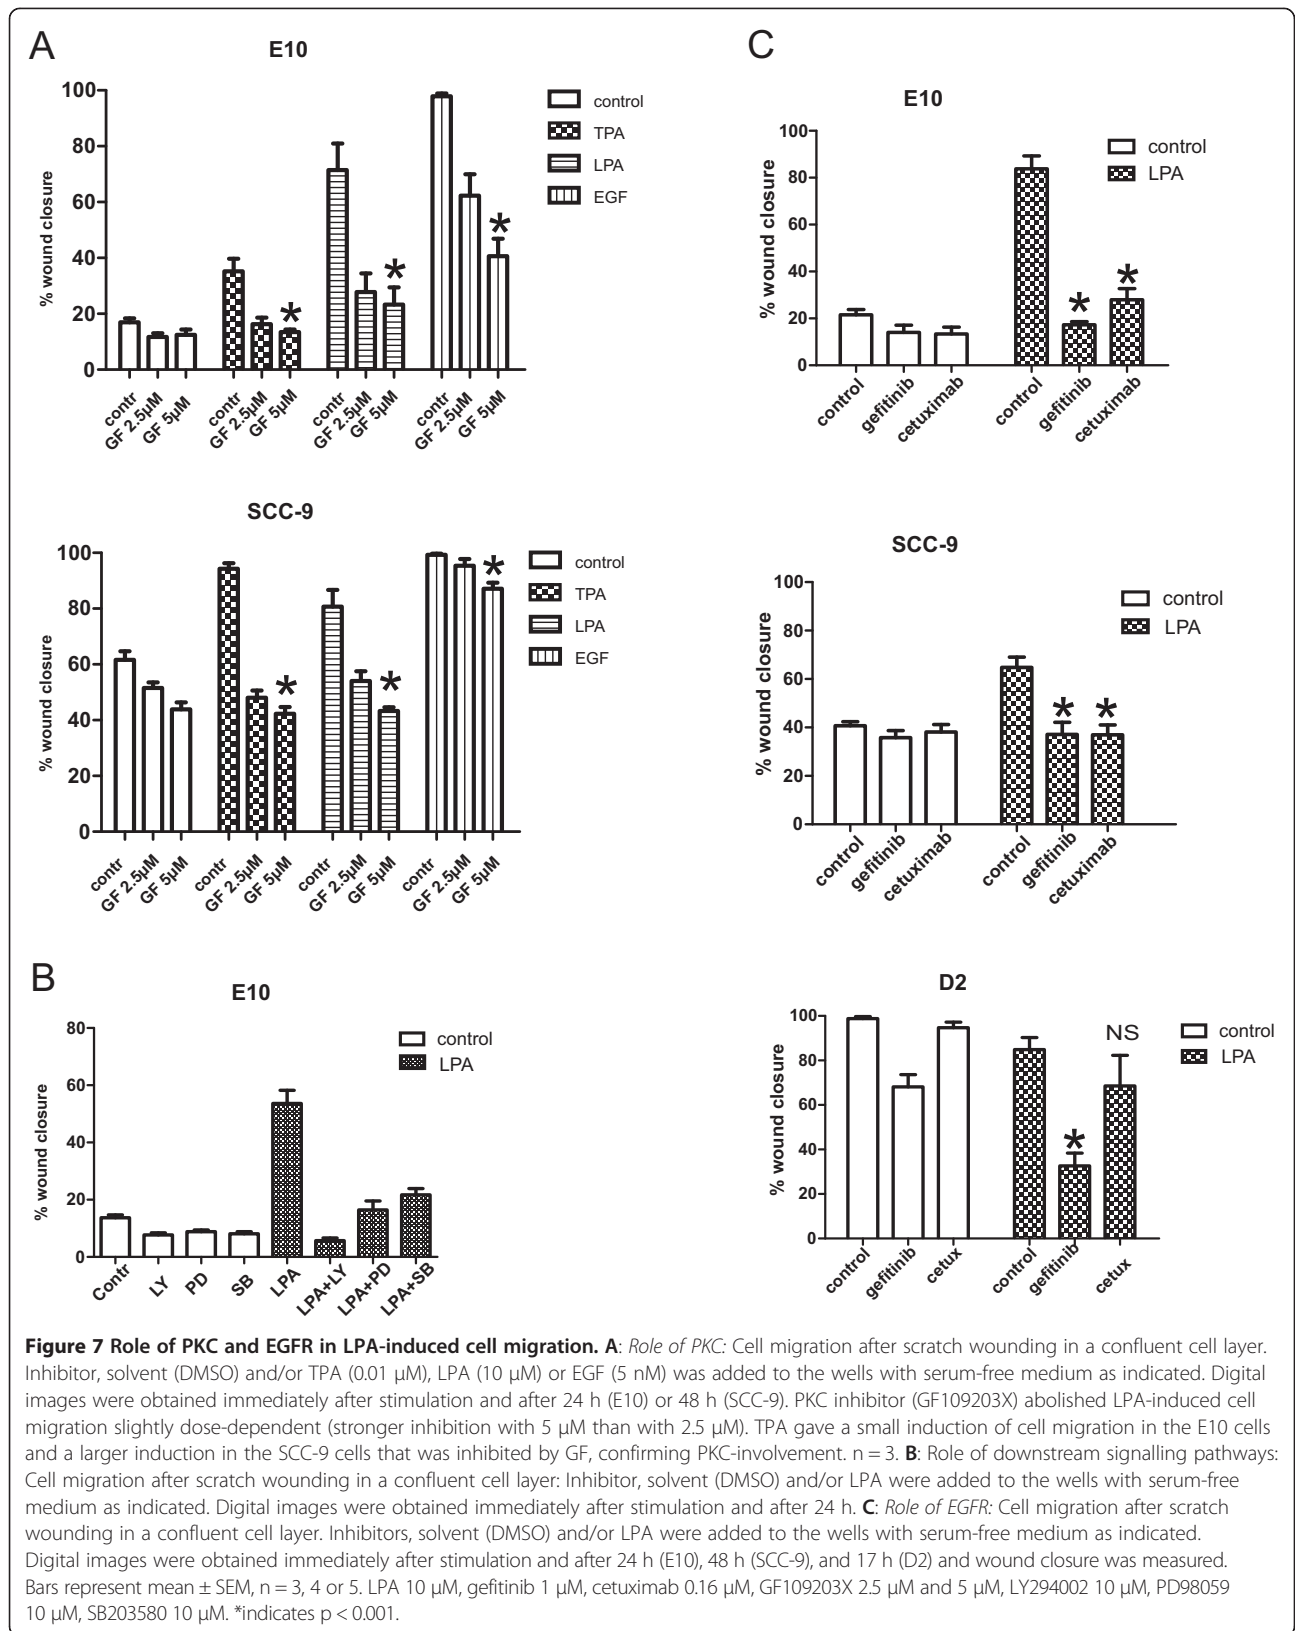 A
E10
100
80
60
40
20
0
% wound closure
contr
GF 2.5µM
GF 5µM
contr
GF 2.5µM
GF 5µM
contr
GF 2.5µM
GF 5µM
contr
GF 2.5µM
GF 5µM
*
*
*
control
TPA
LPA
EGF
SCC-9
100
80
60
40
20
0
% wound closure
contr
GF 2.5µM
GF 5µM
contr
GF 2.5µM
GF 5µM
contr
GF 2.5µM
GF 5µM
contr
GF 2.5µM
GF 5µM
*
*
*
control
TPA
LPA
EGF
B
E10
80
60
40
20
0
% wound closure
Contr
LY
PD
SB
LPA
LPA+LY
LPA+PD
LPA+SB
control
LPA
C
E10
100
80
60
40
20
0
% wound closure
control
gefitinib
cetuximab
control
gefitinib
cetuximab
*
*
control
LPA
SCC-9
100
80
60
40
20
0
% wound closure
control
gefitinib
cetuximab
control
gefitinib
cetuximab
*
*
control
LPA
D2
100
80
60
40
20
0
% wound closure
control
gefitinib
cetux
control
gefitinib
cetux
*
NS
control
LPA
Figure 7 Role of PKC and EGFR in LPA-induced cell migration. A: Role of PKC: Cell migration after scratch wounding in a confluent cell layer.
Inhibitor, solvent (DMSO) and/or TPA (0.01 µM), LPA (10 µM) or EGF (5 nM) was added to the wells with serum-free medium as indicated. Digital
images were obtained immediately after stimulation and after 24 h (E10) or 48 h (SCC-9). PKC inhibitor (GF109203X) abolished LPA-induced cell
migration slightly dose-dependent (stronger inhibition with 5 µM than with 2.5 µM). TPA gave a small induction of cell migration in the E10 cells
and a larger induction in the SCC-9 cells that was inhibited by GF, confirming PKC-involvement. n = 3. B: Role of downstream signalling pathways:
Cell migration after scratch wounding in a confluent cell layer: Inhibitor, solvent (DMSO) and/or LPA were added to the wells with serum-free
medium as indicated. Digital images were obtained immediately after stimulation and after 24 h. C: Role of EGFR: Cell migration after scratch
wounding in a confluent cell layer. Inhibitors, solvent (DMSO) and/or LPA were added to the wells with serum-free medium as indicated.
Digital images were obtained immediately after stimulation and after 24 h (E10), 48 h (SCC-9), and 17 h (D2) and wound closure was measured.
Bars represent mean ± SEM, n = 3, 4 or 5. LPA 10 µM, gefitinib 1 µM, cetuximab 0.16 µM, GF109203X 2.5 µM and 5 µM, LY294002 10 µM, PD98059
10 µM, SB203580 10 µM. *indicates p < 0.001.